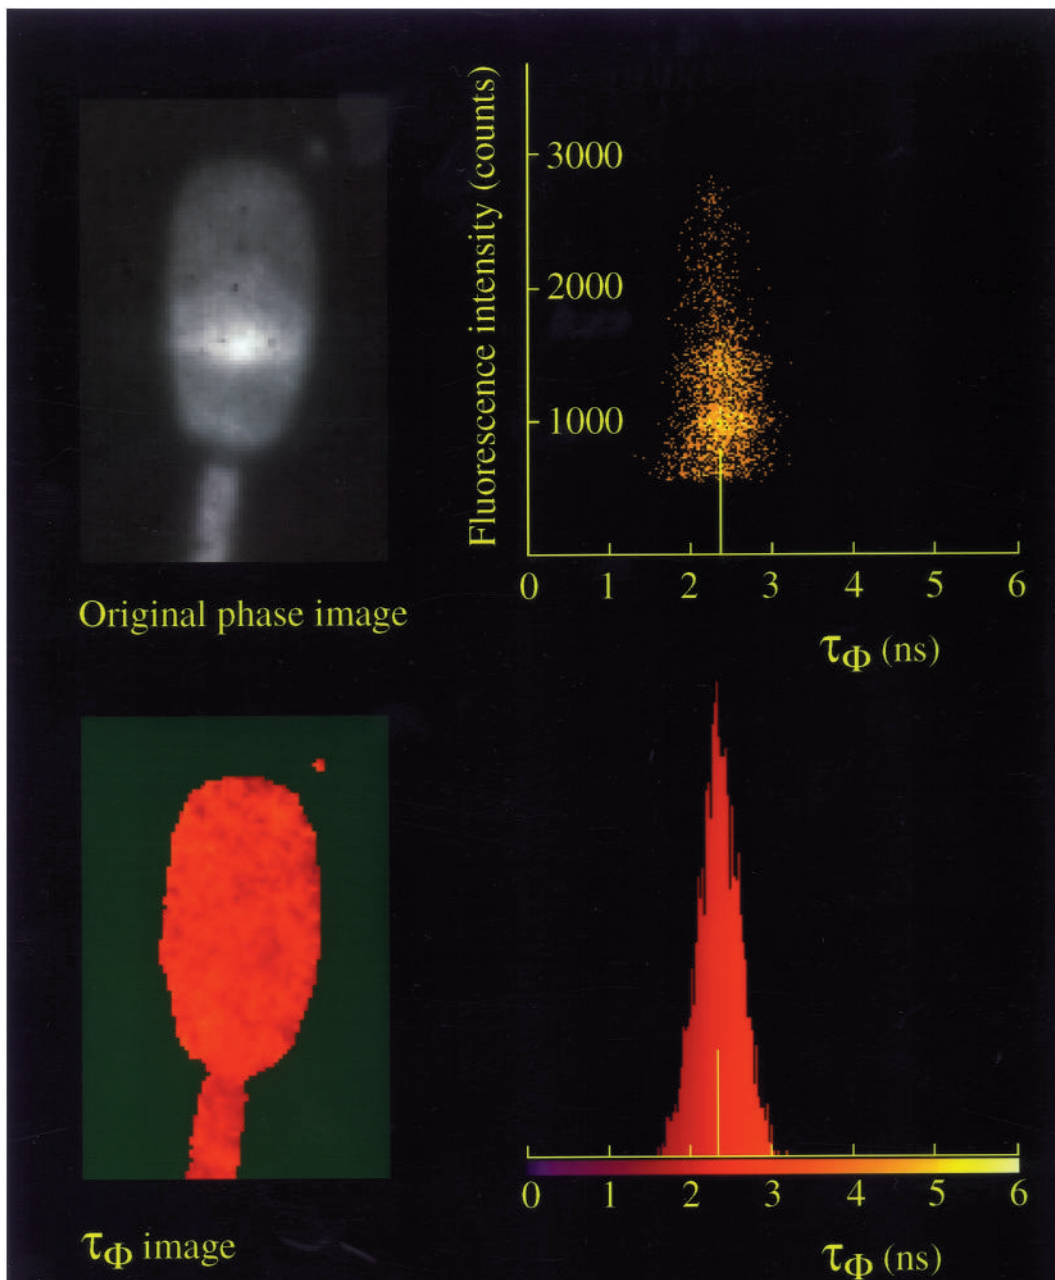 Fluorescence intensity (counts)
3000
2000
1000
0 1 2 3 4 5 6
τΦ (ns)
Original phase image
0 1 2 3 4 5 6
τΦ (ns)
τΦ image